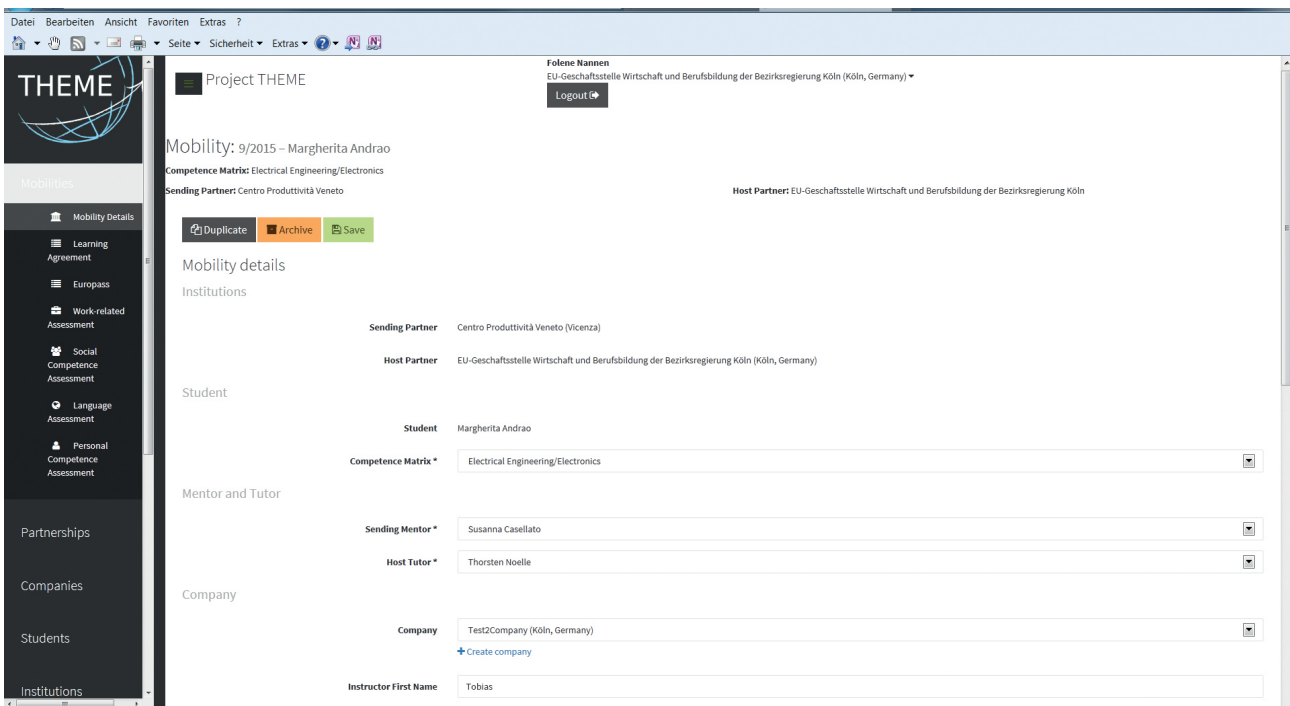 Datei Bearbeiten Ansicht Favoriten Extras ?
Seite Sicherheit Extras ?
THEME
Mobilities
Mobility Details
Learning
Agreement
Europass
Work-related
Assessment
Social
Competence
Assessment
Language
Assessment
Personal
Competence
Assessment
Partnerships
Companies
Students
Institutions
Project THEME
Folene Nannen
EU-Geschaftsstelle Wirtschaft und Berufsbildung der Bezirksregierung Köln (Köln, Germany)
Logout
Mobility: 9/2015 – Margherita Andrao
Competence Matrix: Electrical Engineering/Electronics
Sending Partner: Centro Produttività Veneto
Host Partner: EU-Geschaftsstelle Wirtschaft und Berufsbildung der Bezirksregierung Köln
Duplicate Archive Save
Mobility details
Institutions
Sending Partner Centro Produttività Veneto (Vicenza)
Host Partner EU-Geschaftsstelle Wirtschaft und Berufsbildung der Bezirksregierung Köln (Köln, Germany)
Student
Student Margherita Andrao
Competence Matrix * Electrical Engineering/Electronics
Mentor and Tutor
Sending Mentor * Susanna Casellato
Host Tutor * Thorsten Noelle
Company
Company Test2Company (Köln, Germany)
+ Create company
Instructor First Name Tobias